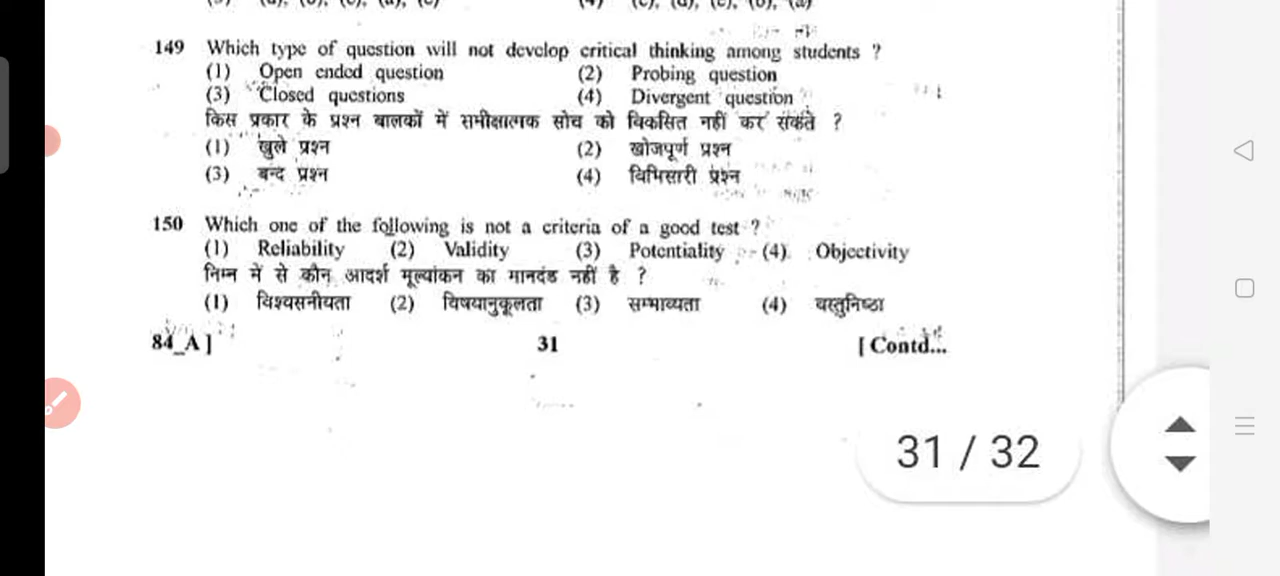 149 Which type of question will not develop critical thinking among students ?
(1) Open ended question (2) Probing question
(3) Closed questions (4) Divergent question
किस प्रकार के प्रश्न बालकों में समीक्षात्मक सोच को विकसित नहीं कर सकते ?
(1) खुले प्रश्न (2) खोजपूर्ण प्रश्न
(3) बन्द प्रश्न (4) विभिसारी प्रश्न
150 Which one of the following is not a criteria of a good test ?
(1) Reliability (2) Validity (3) Potentiality (4) Objectivity
निम्न में से कौन आदर्श मूल्यांकन का मानदंड नहीं है ?
(1) विश्वसनीयता (2) विषयानुकूलता (3) सम्भाव्यता (4) वस्तुनिष्ठा
84_A ] 31 [ Contd...
31 / 32